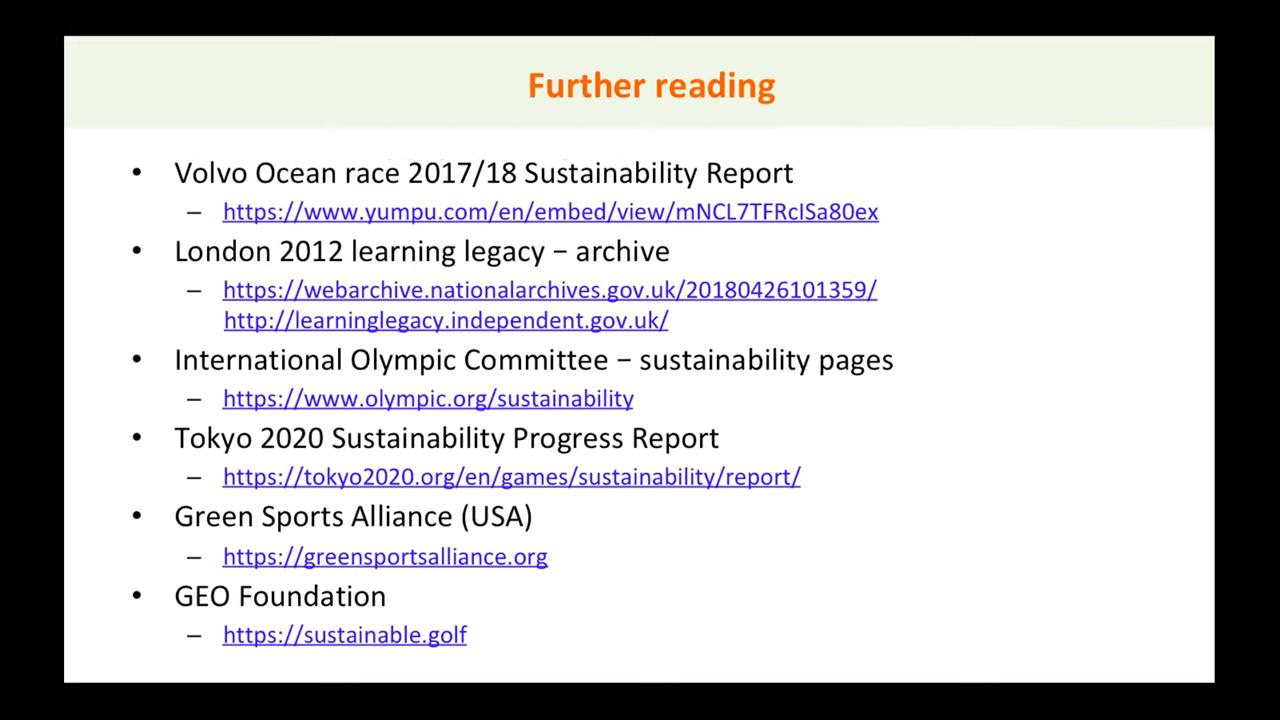 Further reading
• Volvo Ocean race 2017/18 Sustainability Report
– https://www.yumpu.com/en/embed/view/mNCL7TFRcISa80ex
• London 2012 learning legacy – archive
– https://webarchive.nationalarchives.gov.uk/20180426101359/
http://learninglegacy.independent.gov.uk/
• International Olympic Committee – sustainability pages
– https://www.olympic.org/sustainability
• Tokyo 2020 Sustainability Progress Report
– https://tokyo2020.org/en/games/sustainability/report/
• Green Sports Alliance (USA)
– https://greensportsalliance.org
• GEO Foundation
– https://sustainable.golf